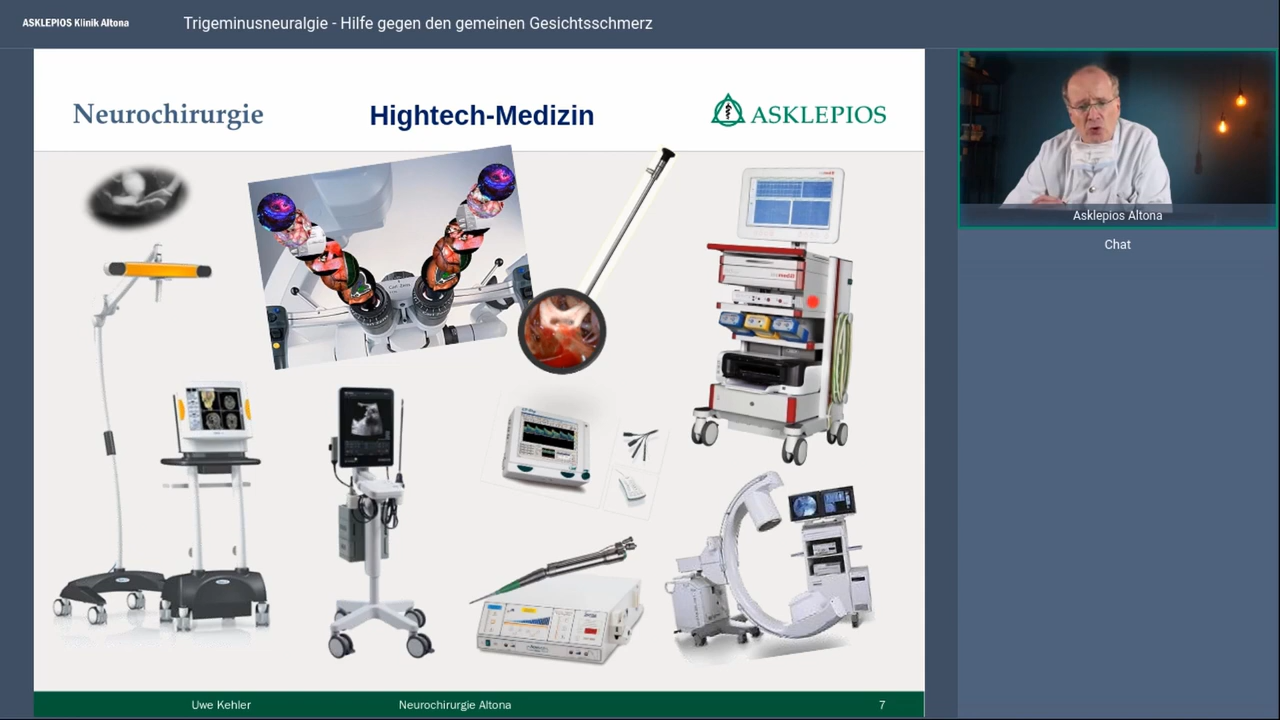 ASKLEPIOS Klinik Altona
Trigeminusneuralgie - Hilfe gegen den gemeinen Gesichtsschmerz
Neurochirurgie
Hightech-Medizin
ASKLEPIOS
Asklepios Altona
Chat
Uwe Kehler
Neurochirurgie Altona
7